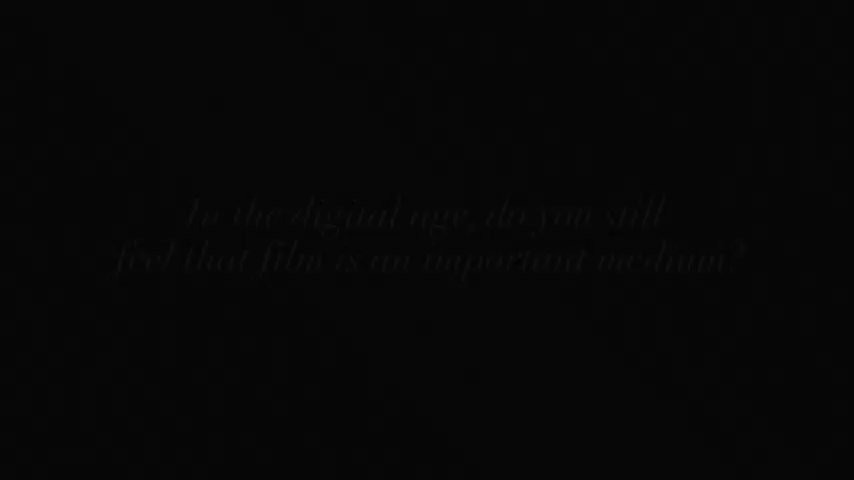 In the digital age, do you still
feel that film is an important medium?